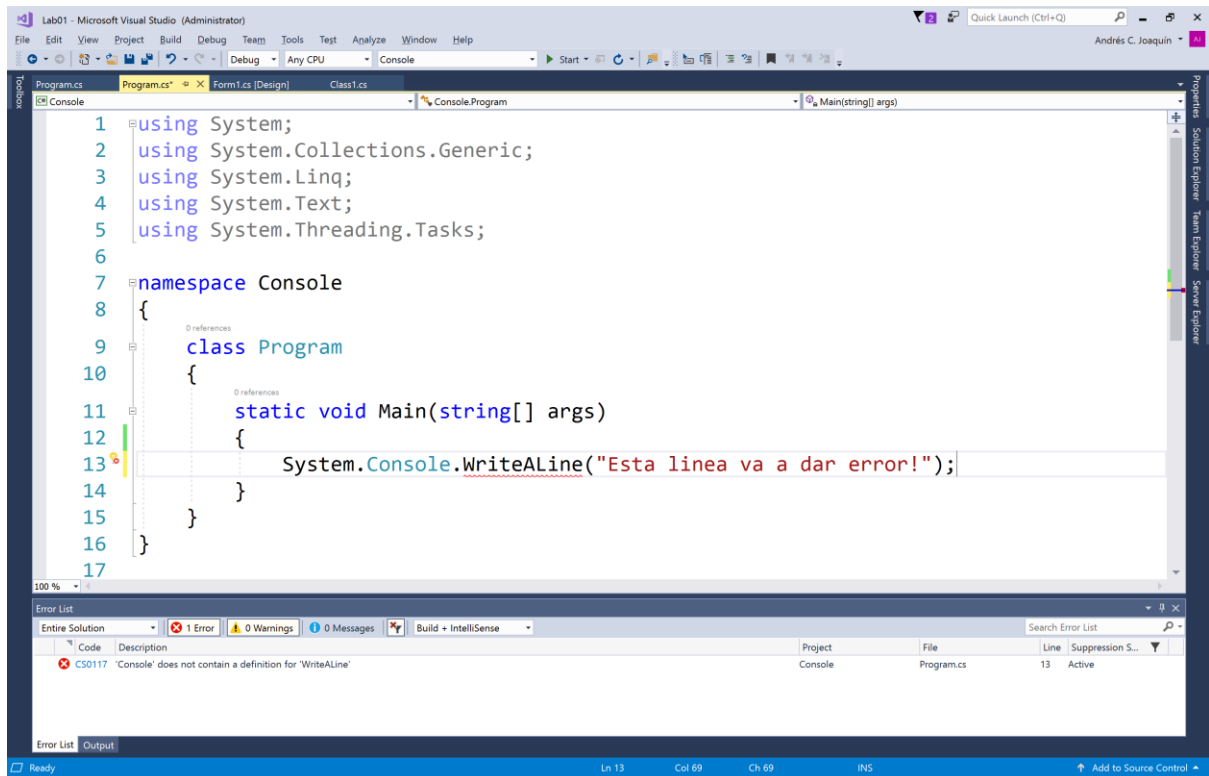 Lab01 - Microsoft Visual Studio (Administrator) 2 Quick Launch (Ctrl+Q)
File Edit View Project Build Debug Team Tools Test Analyze Window Help Andrés C. Joaquín AJ
Debug Any CPU Console Start
Toolbox
Program.cs Program.cs* Form1.cs [Design] Class1.cs
C# Console Console.Program Main(string[] args)
1 using System;
2 using System.Collections.Generic;
3 using System.Linq;
4 using System.Text;
5 using System.Threading.Tasks;
6
7 namespace Console
8 {
0 references
9 class Program
10 {
0 references
11 static void Main(string[] args)
12 {
13 System.Console.WriteALine("Esta linea va a dar error!");
14 }
15 }
16 }
17
100 %
Properties
Solution Explorer
Team Explorer
Server Explorer
Error List
Entire Solution 1 Error 0 Warnings 0 Messages Build + IntelliSense Search Error List
Code Description Project File Line Suppression S...
CS0117 'Console' does not contain a definition for 'WriteALine' Console Program.cs 13 Active
Error List Output
Ready Ln 13 Col 69 Ch 69 INS Add to Source Control